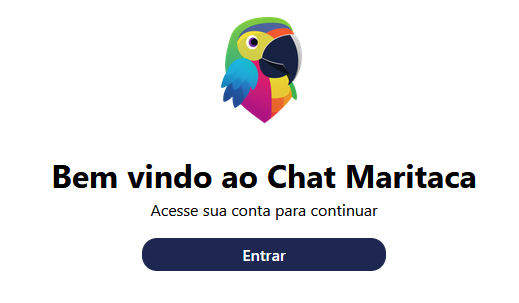 Bem vindo ao Chat Maritaca
Acesse sua conta para continuar
Entrar